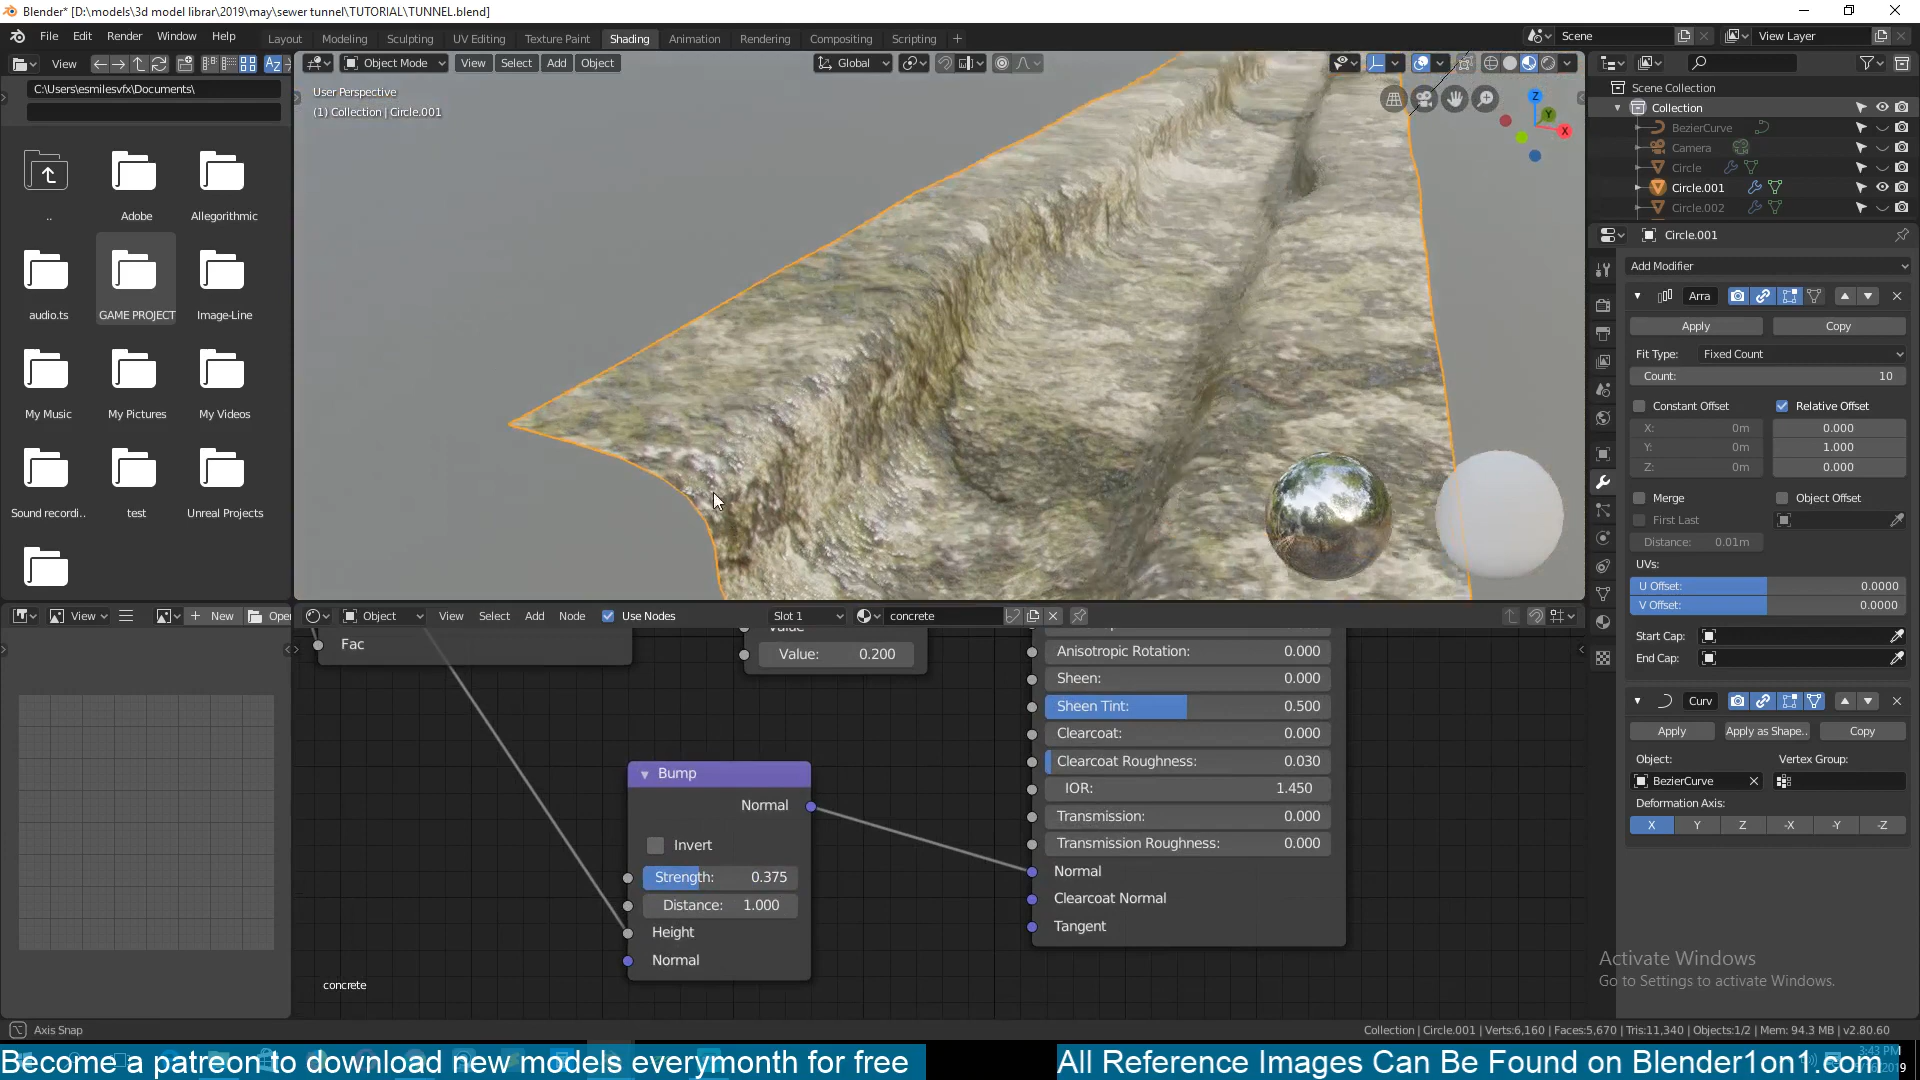 Blender* [D:\models\3d model librar\2019\may\sewer tunnel\TUTORIAL\TUNNEL.blend]
File Edit Render Window Help Layout Modeling Sculpting UV Editing Texture Paint Shading Animation Rendering Compositing Scripting + Scene View Layer
View Object Mode View Select Add Object Global
C:\Users\esmilesvfx\Documents\
User Perspective
(1) Collection | Circle.001
.. Adobe Allegorithmic
audio.ts GAME PROJECT Image-Line
My Music My Pictures My Videos
Sound recordi.. test Unreal Projects
Z Y X
Scene Collection
Collection
BezierCurve
Camera
Circle
Circle.001
Circle.002
Circle.001
Add Modifier
Arra
Apply Copy
Fit Type: Fixed Count
Count: 10
Constant Offset Relative Offset
X: 0m 0.000
Y: 0m 1.000
Z: 0m 0.000
Merge Object Offset
First Last
Distance: 0.01m
UVs:
U Offset: 0.0000
V Offset: 0.0000
Start Cap:
End Cap:
Curv
Apply Apply as Shape.. Copy
Object: Vertex Group:
BezierCurve
Deformation Axis:
X Y Z -X -Y -Z
View New Open
Object View Select Add Node Use Nodes Slot 1 concrete
Fac
Value: 0.200
Anisotropic Rotation: 0.000
Sheen: 0.000
Sheen Tint: 0.500
Clearcoat: 0.000
Clearcoat Roughness: 0.030
IOR: 1.450
Transmission: 0.000
Transmission Roughness: 0.000
Normal
Clearcoat Normal
Tangent
Bump
Normal
Invert
Strength: 0.375
Distance: 1.000
Height
Normal
concrete
Activate Windows
Go to Settings to activate Windows.
Axis Snap
Collection | Circle.001 | Verts:6,160 | Faces:5,670 | Tris:11,340 | Objects:1/2 | Mem: 94.3 MB | v2.80.60
Become a patreon to download new models everymonth for free
All Reference Images Can Be Found on Blender1on1.com
3:43 PM